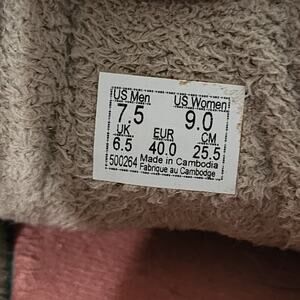 US Men US Women
7.5 9.0
UK EUR CM
6.5 40.0 25.5
500264 Made in Cambodia
Fabrique au Cambodge